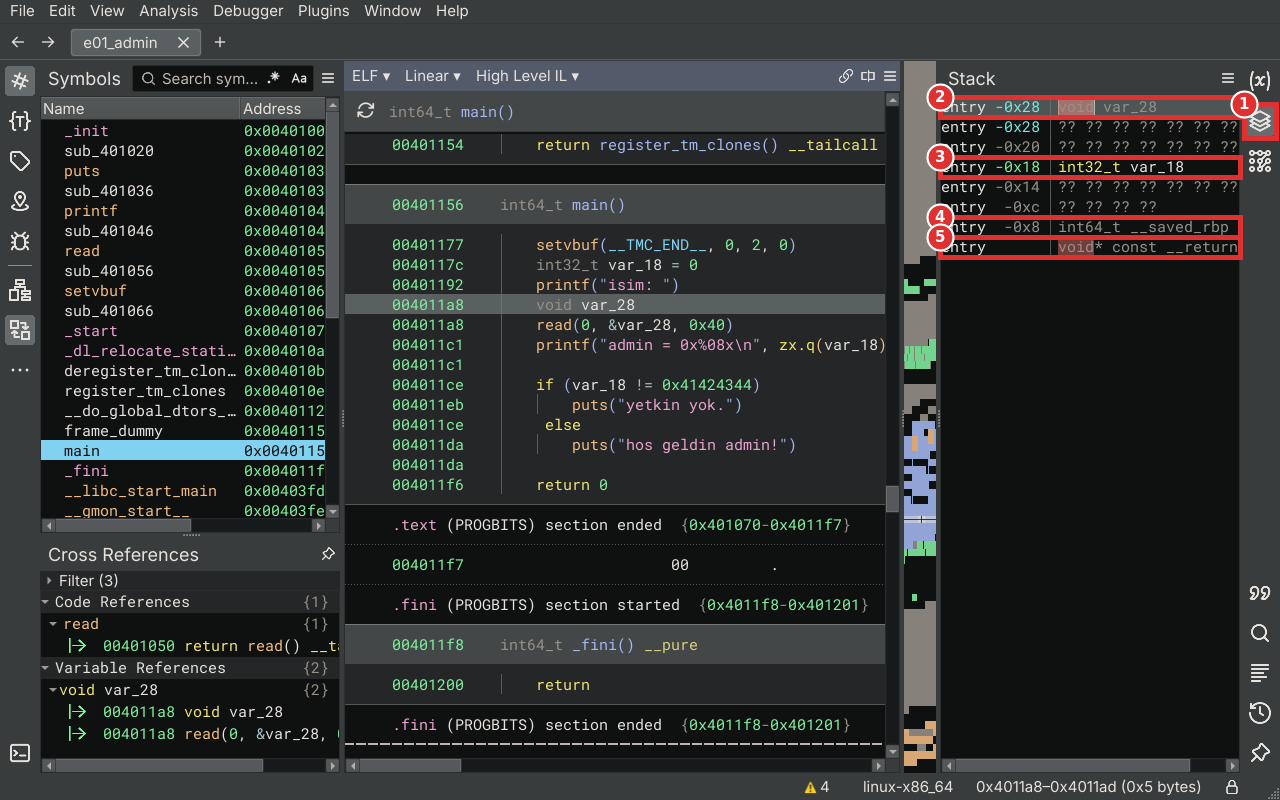 File Edit View Analysis Debugger Plugins Window Help
e01_admin
Symbols
Search sym...
.* Aa
Name Address
_init 0x0040100
sub_401020 0x0040102
puts 0x0040103
sub_401036 0x0040103
printf 0x0040104
sub_401046 0x0040104
read 0x0040105
sub_401056 0x0040105
setvbuf 0x0040106
sub_401066 0x0040106
_start 0x0040107
_dl_relocate_stati… 0x004010a
deregister_tm_clon… 0x004010b
register_tm_clones 0x004010e
__do_global_dtors_… 0x0040112
frame_dummy 0x0040115
main 0x0040115
_fini 0x004011f
__libc_start_main 0x00403fd
__gmon_start__ 0x00403fe
Cross References
Filter (3)
Code References {1}
read {1}
00401050 return read() __t
Variable References {2}
void var_28 {2}
004011a8 void var_28
004011a8 read(0, &var_28,
ELF ▾ Linear ▾ High Level IL ▾
int64_t main()
00401154 return register_tm_clones() __tailcall
00401156 int64_t main()
00401177 setvbuf(__TMC_END__, 0, 2, 0)
0040117c int32_t var_18 = 0
00401192 printf("isim: ")
004011a8 void var_28
004011a8 read(0, &var_28, 0x40)
004011c1 printf("admin = 0x%08x\n", zx.q(var_18)
004011c1
004011ce if (var_18 != 0x41424344)
004011eb puts("yetkin yok.")
004011ce else
004011da puts("hos geldin admin!")
004011da
004011f6 return 0
.text (PROGBITS) section ended {0x401070-0x4011f7}
004011f7 00 .
.fini (PROGBITS) section started {0x4011f8-0x401201}
004011f8 int64_t _fini() __pure
00401200 return
.fini (PROGBITS) section ended {0x4011f8-0x401201}
Stack
(x)
1
2
entry -0x28 void var_28
entry -0x28 ?? ?? ?? ?? ?? ?? ?? ??
entry -0x20 ?? ?? ?? ?? ?? ?? ?? ??
3
entry -0x18 int32_t var_18
entry -0x14 ?? ?? ?? ?? ?? ?? ?? ??
entry -0xc ?? ?? ?? ??
4
entry -0x8 int64_t __saved_rbp
5
entry void* const __return
4 linux-x86_64 0x4011a8–0x4011ad (0x5 bytes)